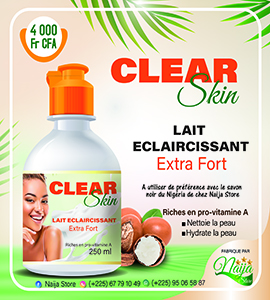 4 000
Fr CFA
CLEAR
Skin
LAIT
ECLAIRCISSANT
Extra Fort
A utiliser de préférence avec le savon
noir du Nigéria de chez Naija Store
Riches en pro-vitamine A
Nettoie la peau
Hydrate la peau
CLEAR
Skin
LAIT ECLAIRCISSANT
Extra Fort
Riches en pro-vitamine A
250 ml
FABRIQUE PAR
Naija
Naija Store (+225) 67 79 10 49 (+225) 95 06 58 87